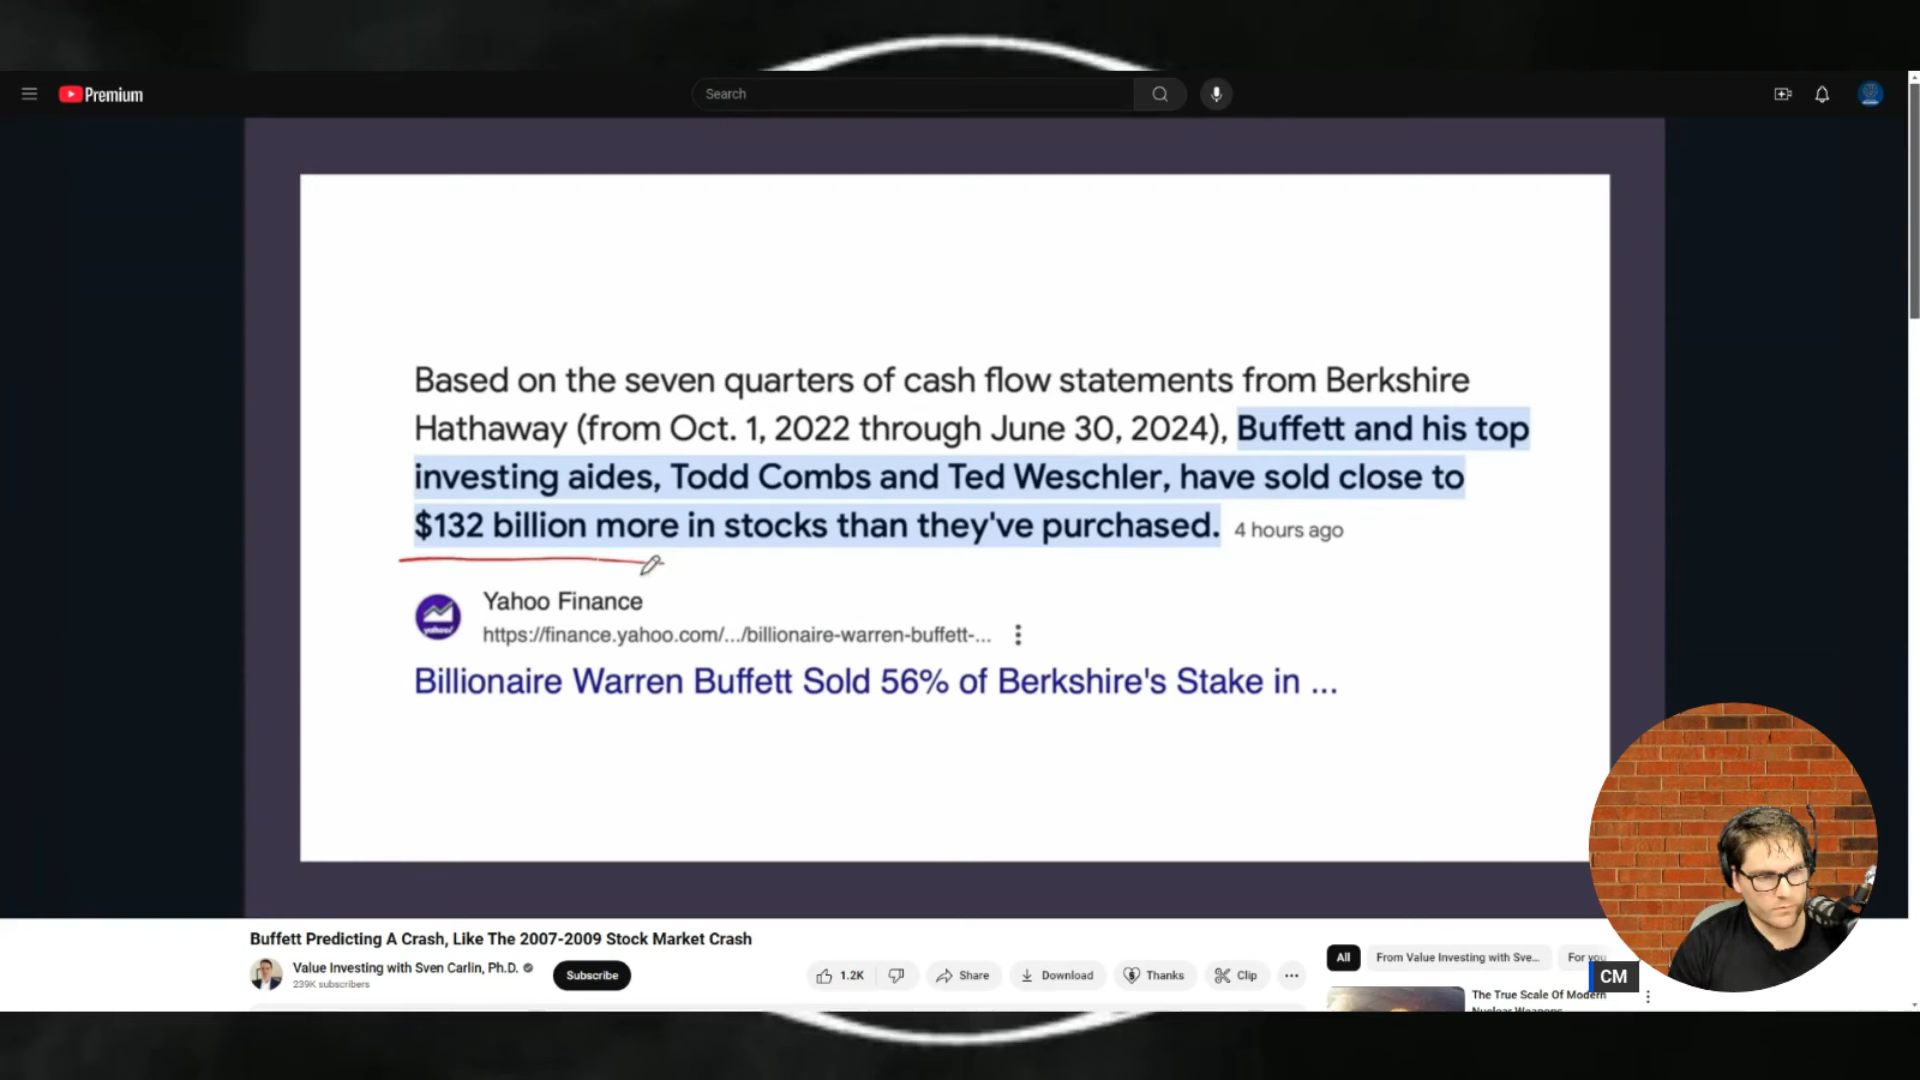 Premium
Search
Based on the seven quarters of cash flow statements from Berkshire
Hathaway (from Oct. 1, 2022 through June 30, 2024), Buffett and his top
investing aides, Todd Combs and Ted Weschler, have sold close to
$132 billion more in stocks than they've purchased. 4 hours ago
yahoo!
Yahoo Finance
https://finance.yahoo.com/.../billionaire-warren-buffett-...
Billionaire Warren Buffett Sold 56% of Berkshire's Stake in ...
Buffett Predicting A Crash, Like The 2007-2009 Stock Market Crash
Value Investing with Sven Carlin, Ph.D.
239K subscribers
Subscribe
1.2K
Share
Download
Thanks
Clip
All
From Value Investing with Sve...
For you
CM
The True Scale Of Modern
Nuclear Weapons